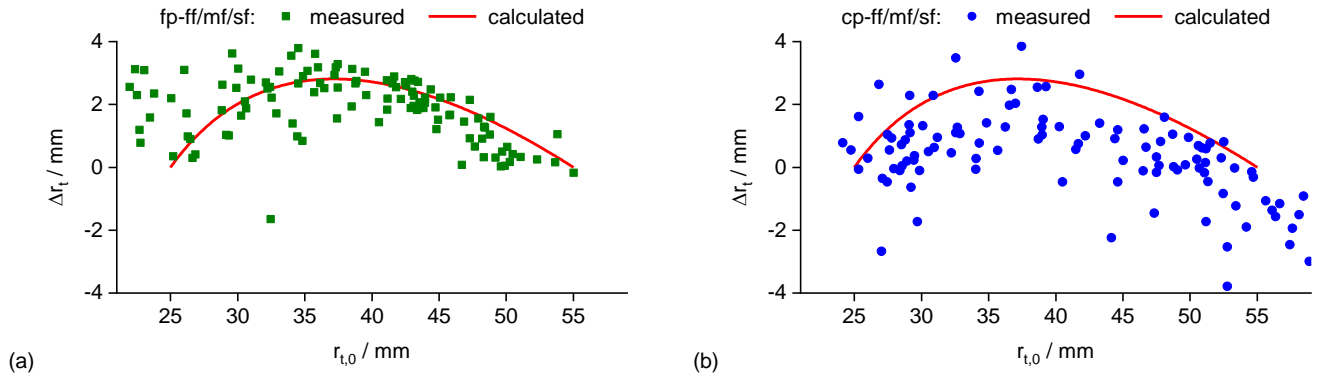 fp-ff/mf/sf: measured calculated
4
2
0
-2
-4
Δr_t / mm
25 30 35 40 45 50 55
r_t,0 / mm
(a)
cp-ff/mf/sf: measured calculated
4
2
0
-2
-4
Δr_t / mm
25 30 35 40 45 50 55
r_t,0 / mm
(b)